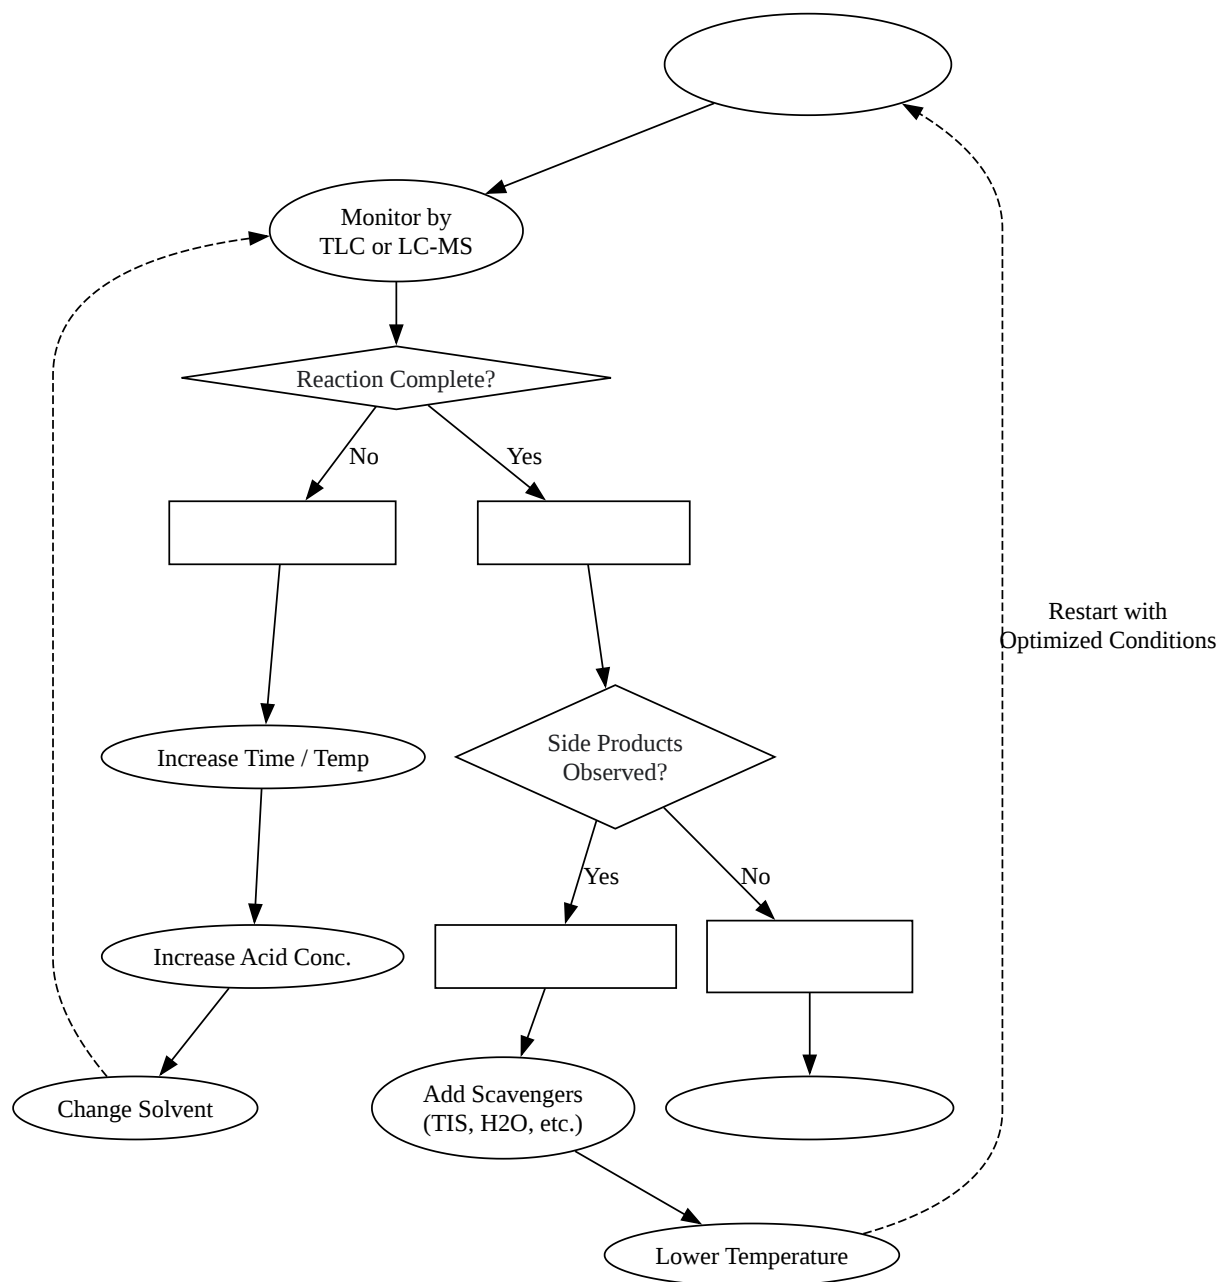 Monitor by
TLC or LC-MS
Reaction Complete?
No
Yes
Restart with
Optimized Conditions
Increase Time / Temp
Side Products
Observed?
Yes
No
Increase Acid Conc.
Add Scavengers
(TIS, H2O, etc.)
Change Solvent
Lower Temperature